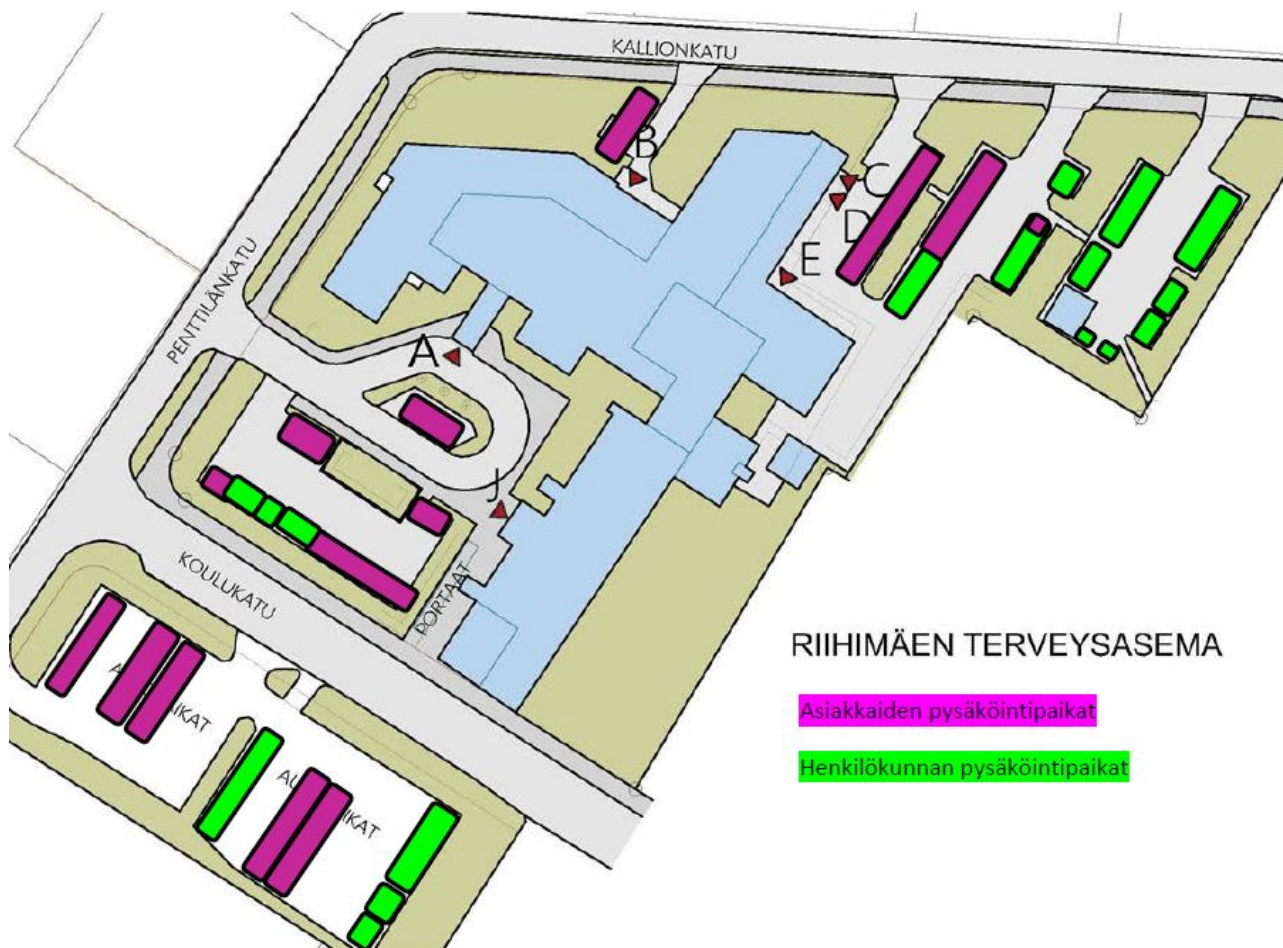 KALLIONKATU
B
C
D
E
PENTTILÄNKATU
A
J
KOULUKATU
PORTAAT
RIIHIMÄEN TERVEYSASEMA
Asiakkaiden pysäköintipaikat
Henkilökunnan pysäköintipaikat